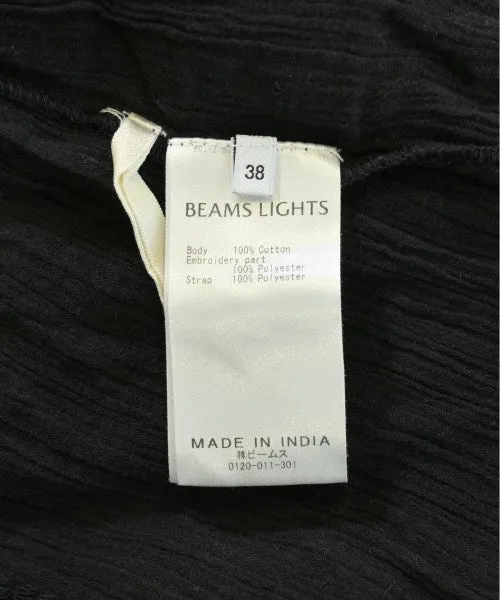 38
BEAMS LIGHTS
Body 100% Cotton
Embroidery part
100% Polyester
Strap 100% Polyester
MADE IN INDIA
㈱ビームス
0120-011-301